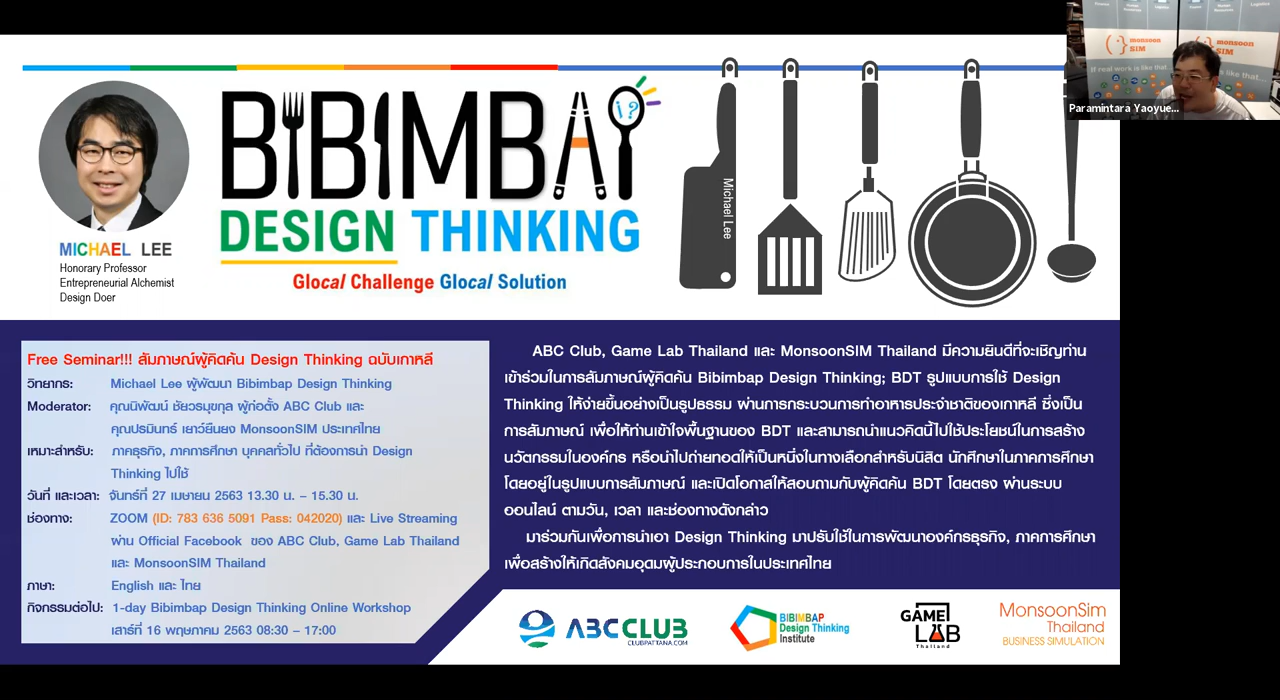 BIBIMBAP
DESIGN THINKING
Glocal Challenge Glocal Solution
MICHAEL LEE
Honorary Professor
Entrepreneurial Alchemist
Design Doer
Michael Lee
monsoon
SIM
monsoon
SIM
If real work is like that...
is like that...
Paramintara Yaoyue...
Free Seminar!!! สัมภาษณ์ผู้คิดค้น Design Thinking ฉบับเกาหลี
วิทยากร: Michael Lee ผู้พัฒนา Bibimbap Design Thinking
Moderator: คุณนิพัฒน์ ชัยวรมุขกุล ผู้ก่อตั้ง ABC Club และ
คุณปรมินทร์ เยาว์ยืนยง MonsoonSIM ประเทศไทย
เหมาะสำหรับ: ภาคธุรกิจ, ภาคการศึกษา บุคคลทั่วไป ที่ต้องการนำ Design
Thinking ไปใช้
วันที่ และเวลา: จันทร์ที่ 27 เมษายน 2563 13.30 น. – 15.30 น.
ช่องทาง: ZOOM (ID: 783 636 5091 Pass: 042020) และ Live Streaming
ผ่าน Official Facebook ของ ABC Club, Game Lab Thailand
และ MonsoonSIM Thailand
ภาษา: English และ ไทย
กิจกรรมต่อไป: 1-day Bibimbap Design Thinking Online Workshop
เสาร์ที่ 16 พฤษภาคม 2563 08:30 – 17:00
ABC Club, Game Lab Thailand และ MonsoonSIM Thailand มีความยินดีที่จะเชิญท่าน
เข้าร่วมในการสัมภาษณ์ผู้คิดค้น Bibimbap Design Thinking; BDT รูปแบบการใช้ Design
Thinking ให้ง่ายขึ้นอย่างเป็นรูปธรรม ผ่านการกระบวนการทำอาหารประจำชาติของเกาหลี ซึ่งเป็น
การสัมภาษณ์ เพื่อให้ท่านเข้าใจพื้นฐานของ BDT และสามารถนำแนวคิดนี้ไปใช้ประโยชน์ในการสร้าง
นวัตกรรมในองค์กร หรือนำไปถ่ายทอดให้เป็นหนึ่งในทางเลือกสำหรับนิสิต นักศึกษาในภาคการศึกษา
โดยอยู่ในรูปแบบการสัมภาษณ์ และเปิดโอกาสให้สอบถามกับผู้คิดค้น BDT โดยตรง ผ่านระบบ
ออนไลน์ ตามวัน, เวลา และช่องทางดังกล่าว
มาร่วมกันเพื่อการนำเอา Design Thinking มาปรับใช้ในการพัฒนาองค์กรธุรกิจ, ภาคการศึกษา
เพื่อสร้างให้เกิดสังคมอุดมผู้ประกอบการในประเทศไทย
ABC CLUB
CLUBPATTANA.COM
BIBIMBAP
Design Thinking
Institute
GAME
LAB
Thailand
MonsoonSim
Thailand
BUSINESS SIMULATION